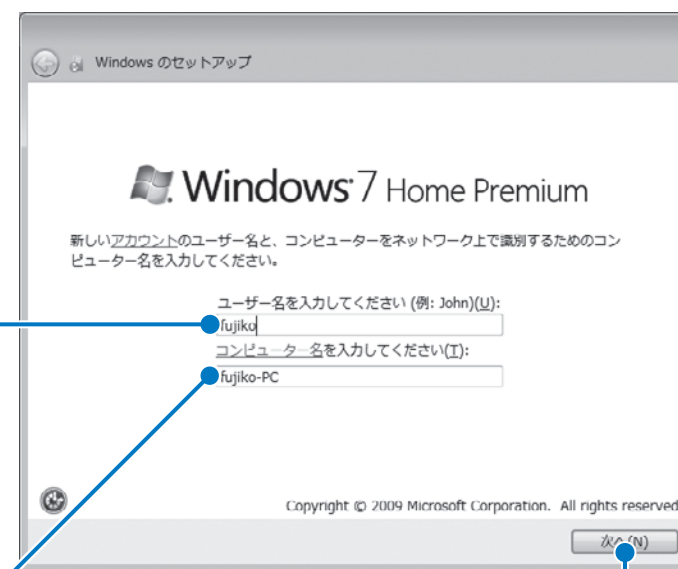 Windows のセットアップ
Windows 7 Home Premium
新しいアカウントのユーザー名と、コンピューターをネットワーク上で識別するためのコン
ピューター名を入力してください。
ユーザー名を入力してください (例: John)(U):
fujiko
コンピューター名を入力してください(T):
fujiko-PC
Copyright © 2009 Microsoft Corporation. All rights reserved
次へ(N)